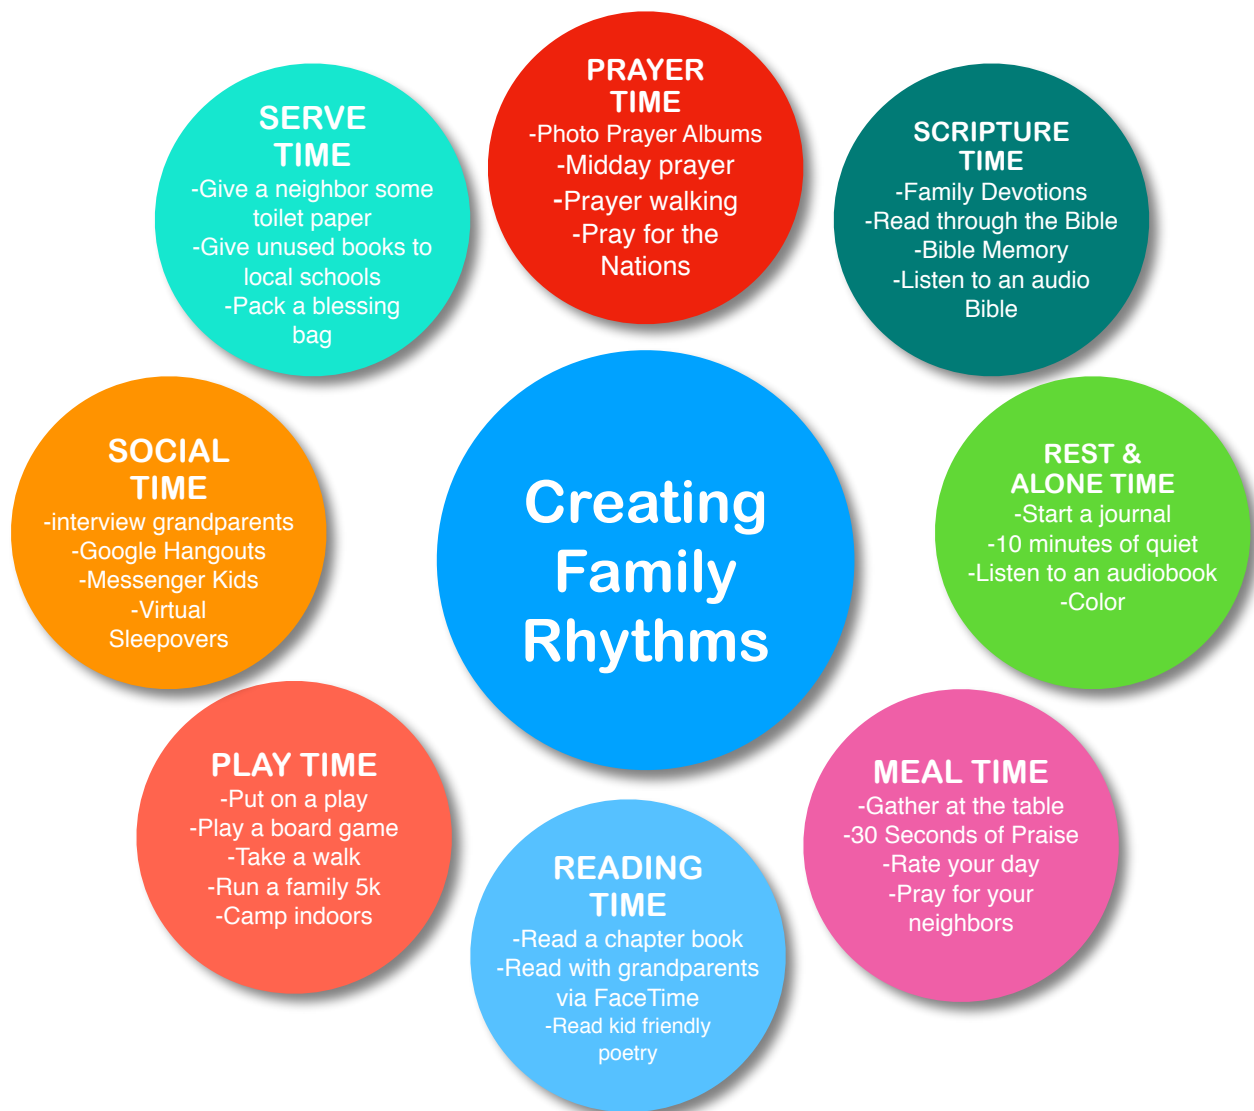 PRAYER
TIME
-Photo Prayer Albums
-Midday prayer
-Prayer walking
-Pray for the
Nations
SCRIPTURE
TIME
-Family Devotions
-Read through the Bible
-Bible Memory
-Listen to an audio
Bible
REST &
ALONE TIME
-Start a journal
-10 minutes of quiet
-Listen to an audiobook
-Color
MEAL TIME
-Gather at the table
-30 Seconds of Praise
-Rate your day
-Pray for your
neighbors
READING
TIME
-Read a chapter book
-Read with grandparents
via FaceTime
-Read kid friendly
poetry
PLAY TIME
-Put on a play
-Play a board game
-Take a walk
-Run a family 5k
-Camp indoors
SOCIAL
TIME
-interview grandparents
-Google Hangouts
-Messenger Kids
-Virtual
Sleepovers
SERVE
TIME
-Give a neighbor some
toilet paper
-Give unused books to
local schools
-Pack a blessing
bag
Creating
Family
Rhythms